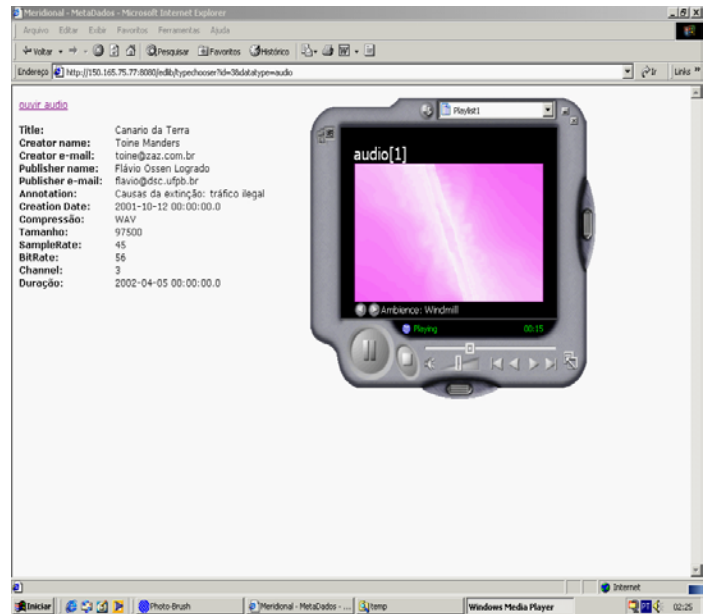 Meridional - MetaDados - Microsoft Internet Explorer
Arquivo Editar Exibir Favoritos Ferramentas Ajuda
Voltar Pesquisar Favoritos Histórico
Endereço http://150.165.75.77:8080/edlib/typechooser?id=3&datatype=audio Ir Links »
ouvir audio
Title: Canario da Terra
Creator name: Toine Manders
Creator e-mail: toine@zaz.com.br
Publisher name: Flávio Ossen Logrado
Publisher e-mail: flavio@dsc.ufpb.br
Annotation: Causas da extinção: tráfico ilegal
Creation Date: 2001-10-12 00:00:00.0
Compressão: WAV
Tamanho: 97500
SampleRate: 45
BitRate: 56
Channel: 3
Duração: 2002-04-05 00:00:00.0
Playlist1
audio[1]
Ambience: Windmill
Playing 00:15
Internet
Iniciar Photo-Brush Meridional - MetaDados - ... temp Windows Media Player PT 02:25